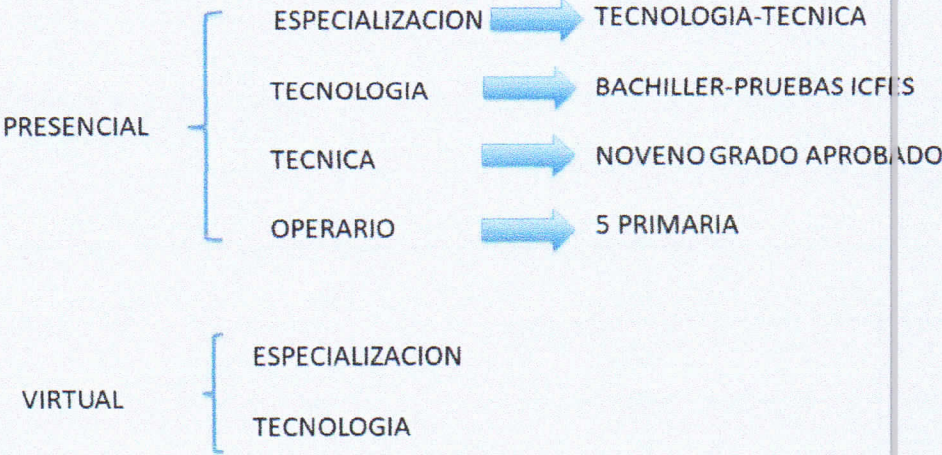 ESPECIALIZACION TECNOLOGIA-TECNICA
TECNOLOGIA BACHILLER-PRUEBAS ICFES
PRESENCIAL
TECNICA NOVENO GRADO APROBADO
OPERARIO 5 PRIMARIA
ESPECIALIZACION
VIRTUAL
TECNOLOGIA